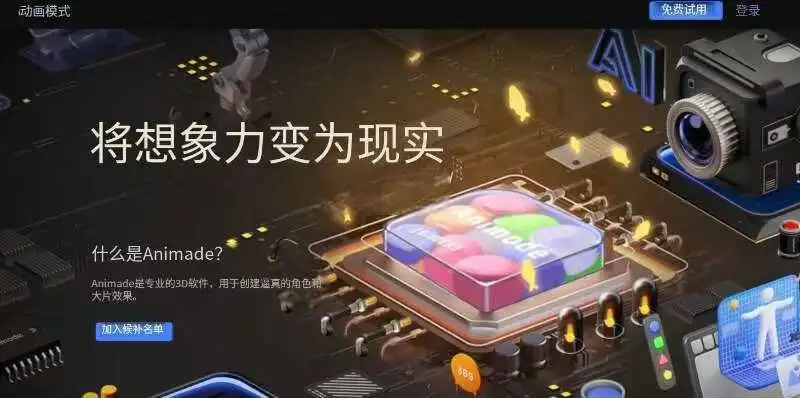 动画模式
免费试用
登录
AI
将想象力变为现实
Animode
什么是Animade?
Animade是专业的3D软件，用于创建逼真的角色和
大片效果。
加入候补名单